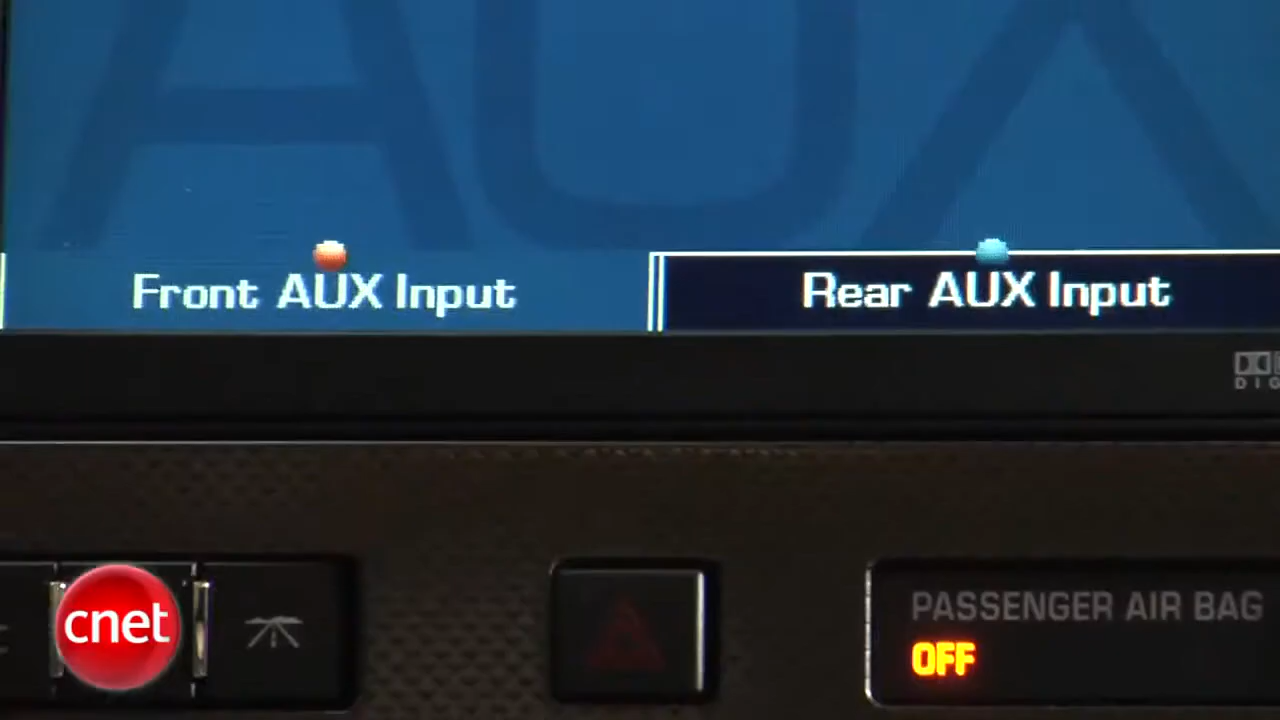 AUX
Front AUX Input
Rear AUX Input
PASSENGER AIR BAG
OFF
cnet